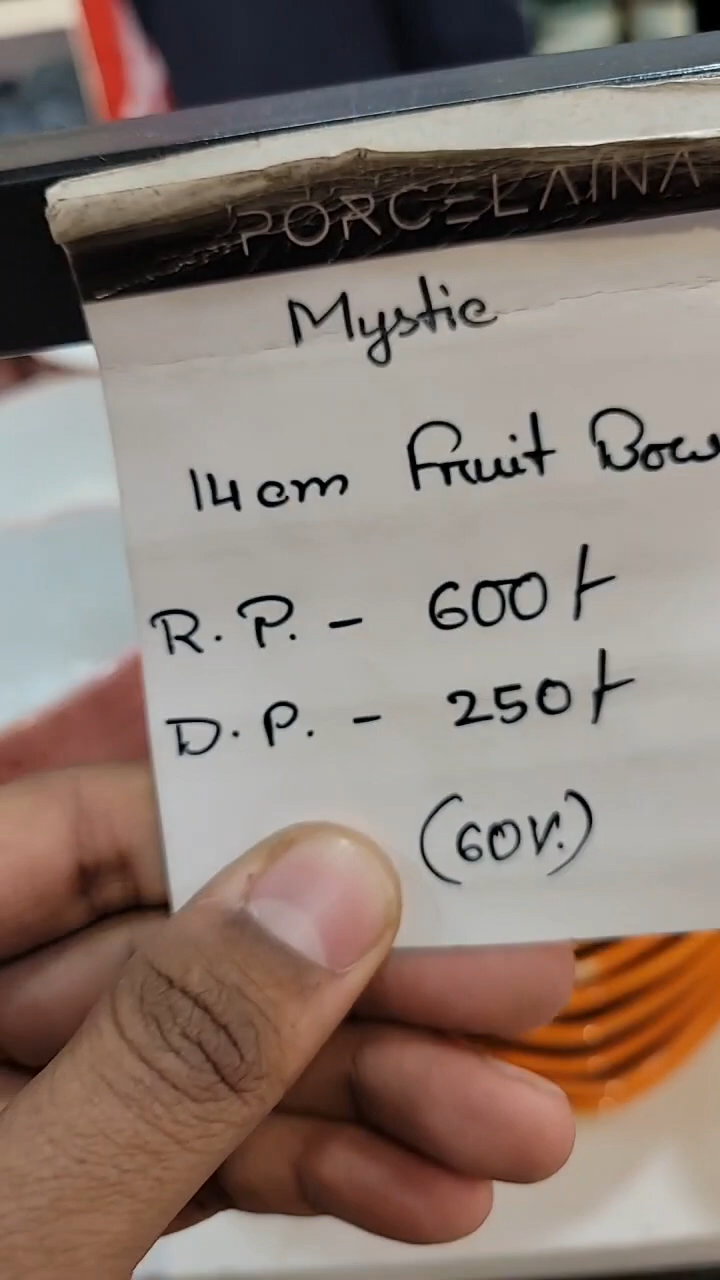 PORCELAINA
Mystic
14cm Fruit Bow
R.P. - 600/-
D.P. - 250/-
(60%)